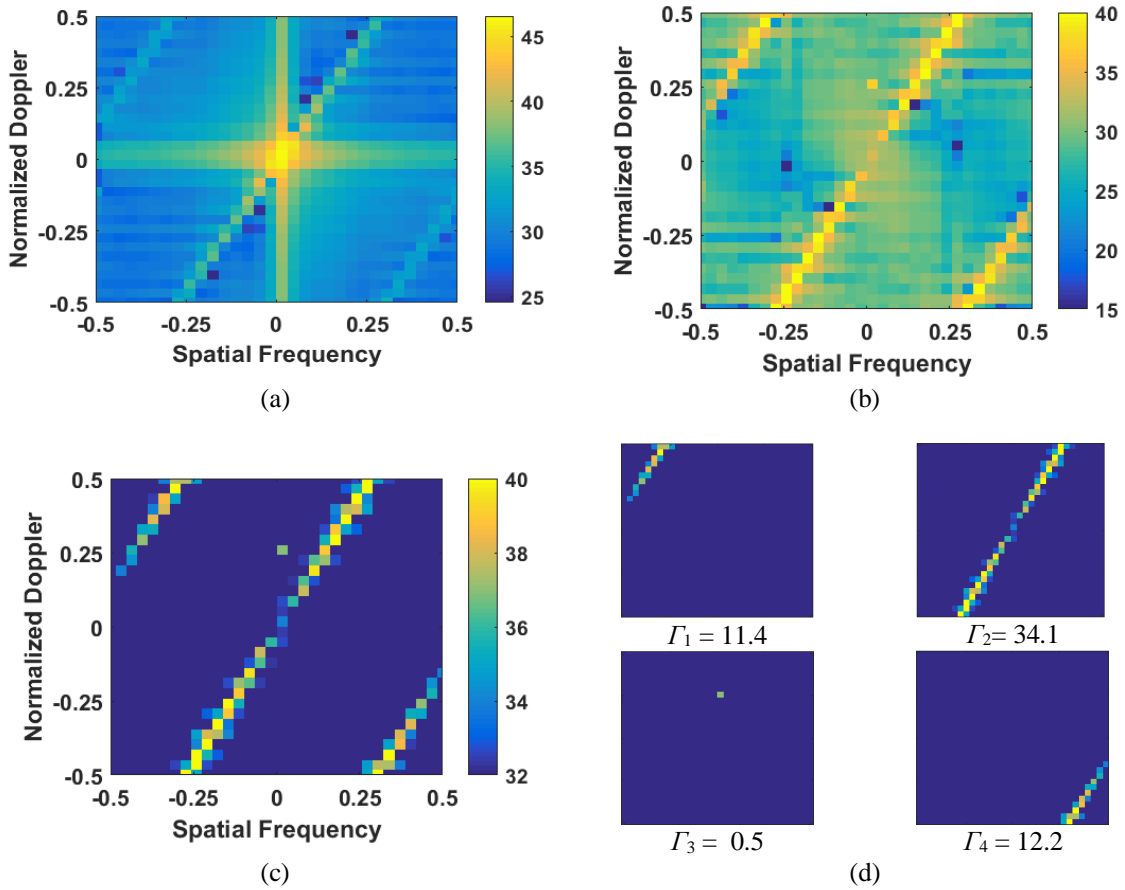 0.5
0.25
0
-0.25
-0.5
Normalized Doppler
-0.5 -0.25 0 0.25 0.5
Spatial Frequency
45
40
35
30
25
(a)
0.5
0.25
0
-0.25
-0.5
Normalized Doppler
-0.5 -0.25 0 0.25 0.5
Spatial Frequency
40
35
30
25
20
15
(b)
0.5
0.25
0
-0.25
-0.5
Normalized Doppler
-0.5 -0.25 0 0.25 0.5
Spatial Frequency
40
38
36
34
32
(c)
Γ1 = 11.4
Γ2= 34.1
Γ3 = 0.5
Γ4 = 12.2
(d)